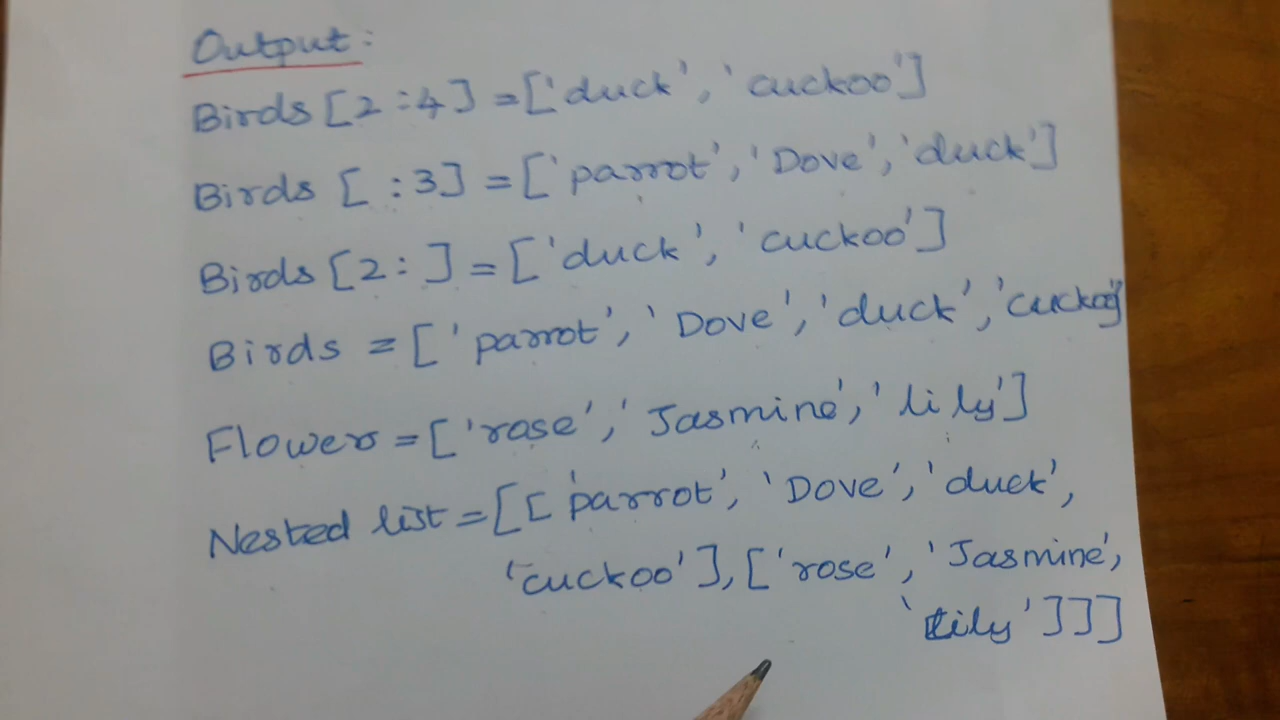 Output:
Birds [2:4] = ['duck', 'cuckoo']
Birds [ :3] = ['parrot', 'Dove', 'duck']
Birds [2: ] = ['duck', 'cuckoo']
Birds = ['parrot', 'Dove', 'duck', 'cuckoo']
Flower = ['rose', 'Jasmine', 'lily']
Nested list = [['parrot', 'Dove', 'duck',
'cuckoo'], ['rose', 'Jasmine',
'lily']]]